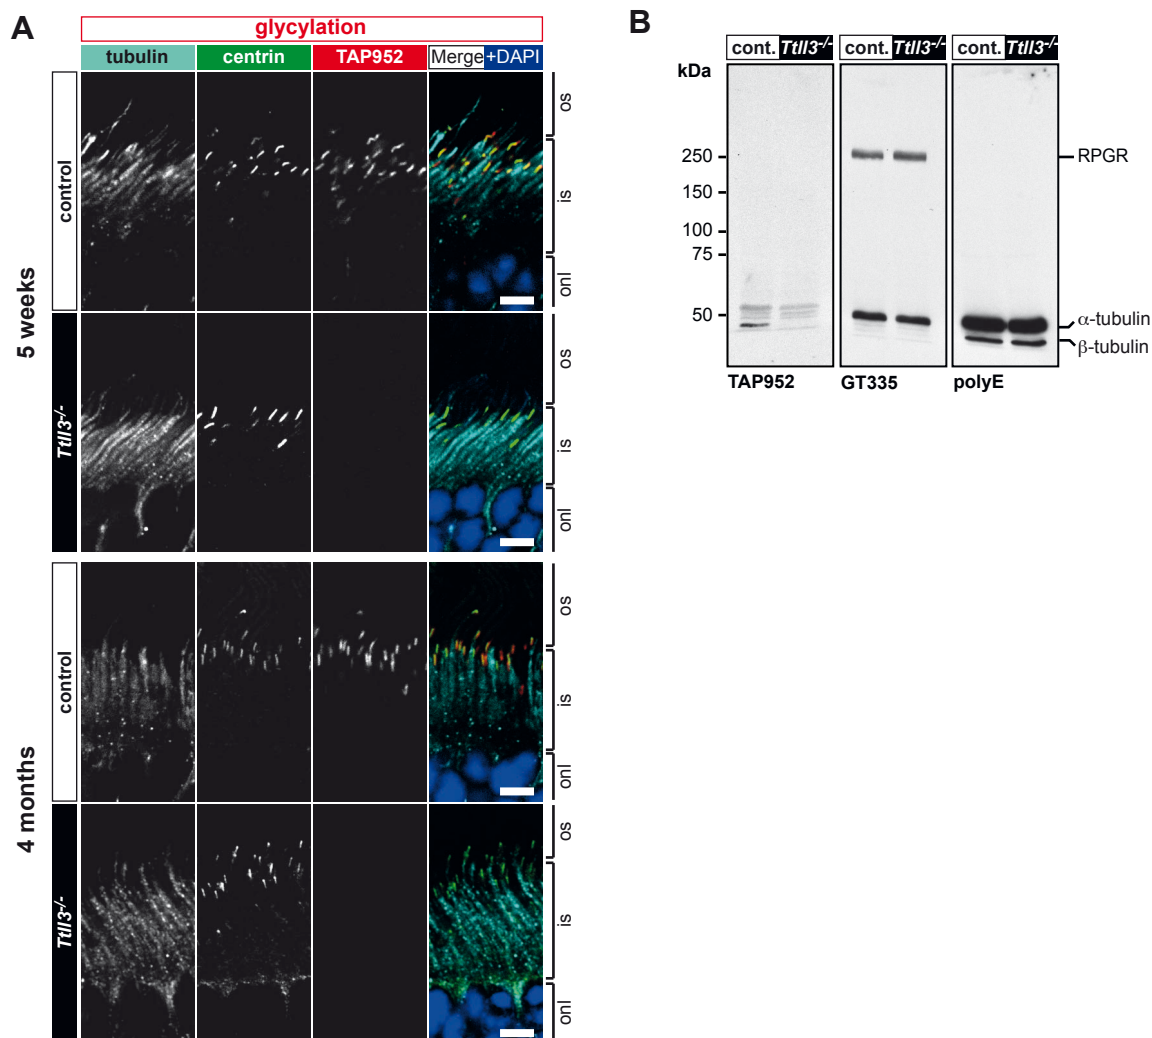 A
glycylation
tubulin centrin TAP952 Merge +DAPI
5 weeks
control
os
is
onl
Ttll3-/-
os
is
onl
4 months
control
os
is
onl
Ttll3-/-
os
is
onl
B
cont. Ttll3-/- cont. Ttll3-/- cont. Ttll3-/-
kDa
250
150
100
75
50
RPGR
α-tubulin
β-tubulin
TAP952 GT335 polyE